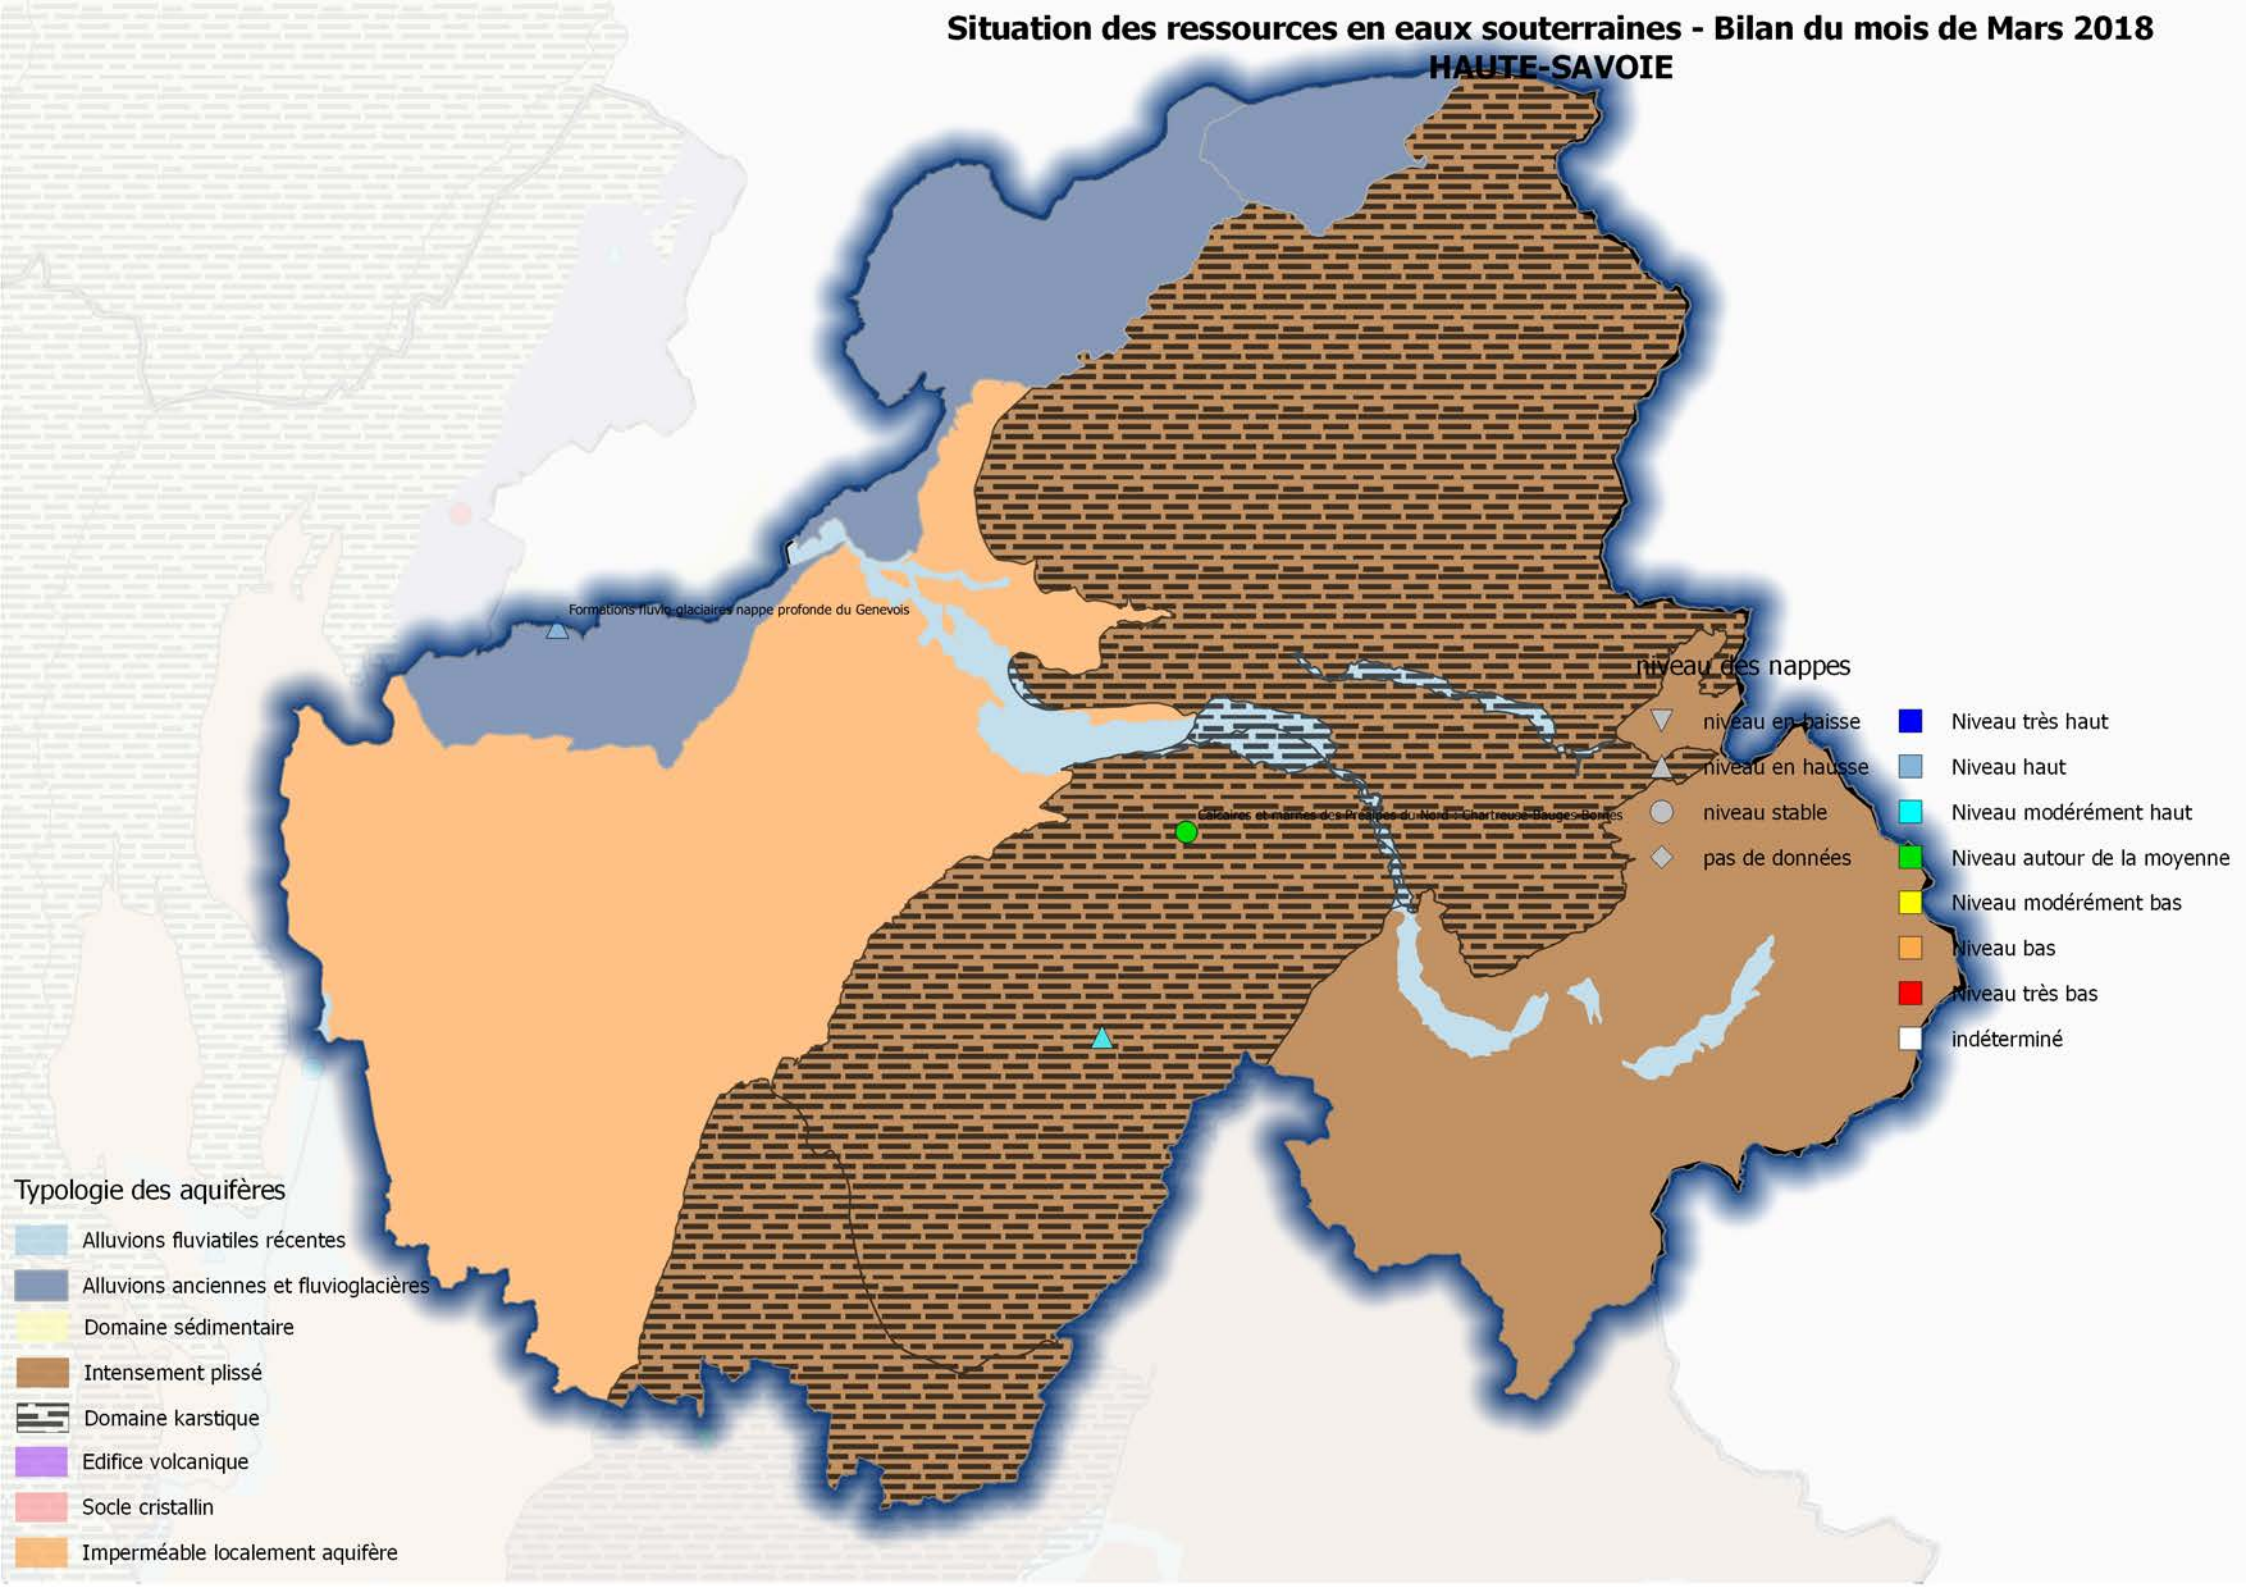 Situation des ressources en eaux souterraines - Bilan du mois de Mars 2018
HAUTE-SAVOIE
Formations fluvio-glaciaires nappe profonde du Genevois
Calcaires et marnes des Préalpes du Nord : Chartreuse-Bauges-Bornes
niveau des nappes
niveau en baisse
niveau en hausse
niveau stable
pas de données
Niveau très haut
Niveau haut
Niveau modérément haut
Niveau autour de la moyenne
Niveau modérément bas
Niveau bas
Niveau très bas
indéterminé
Typologie des aquifères
Alluvions fluviatiles récentes
Alluvions anciennes et fluvioglacières
Domaine sédimentaire
Intensement plissé
Domaine karstique
Edifice volcanique
Socle cristallin
Imperméable localement aquifère